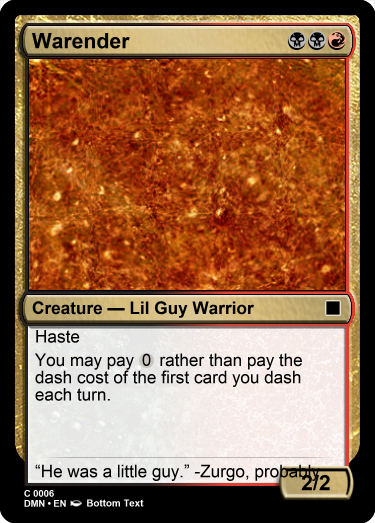 Warender
Creature — Lil Guy Warrior
Haste
You may pay 0 rather than pay the
dash cost of the first card you dash
each turn.
“He was a little guy.” -Zurgo, probably
2/2
C 0006
DMN • EN Bottom Text